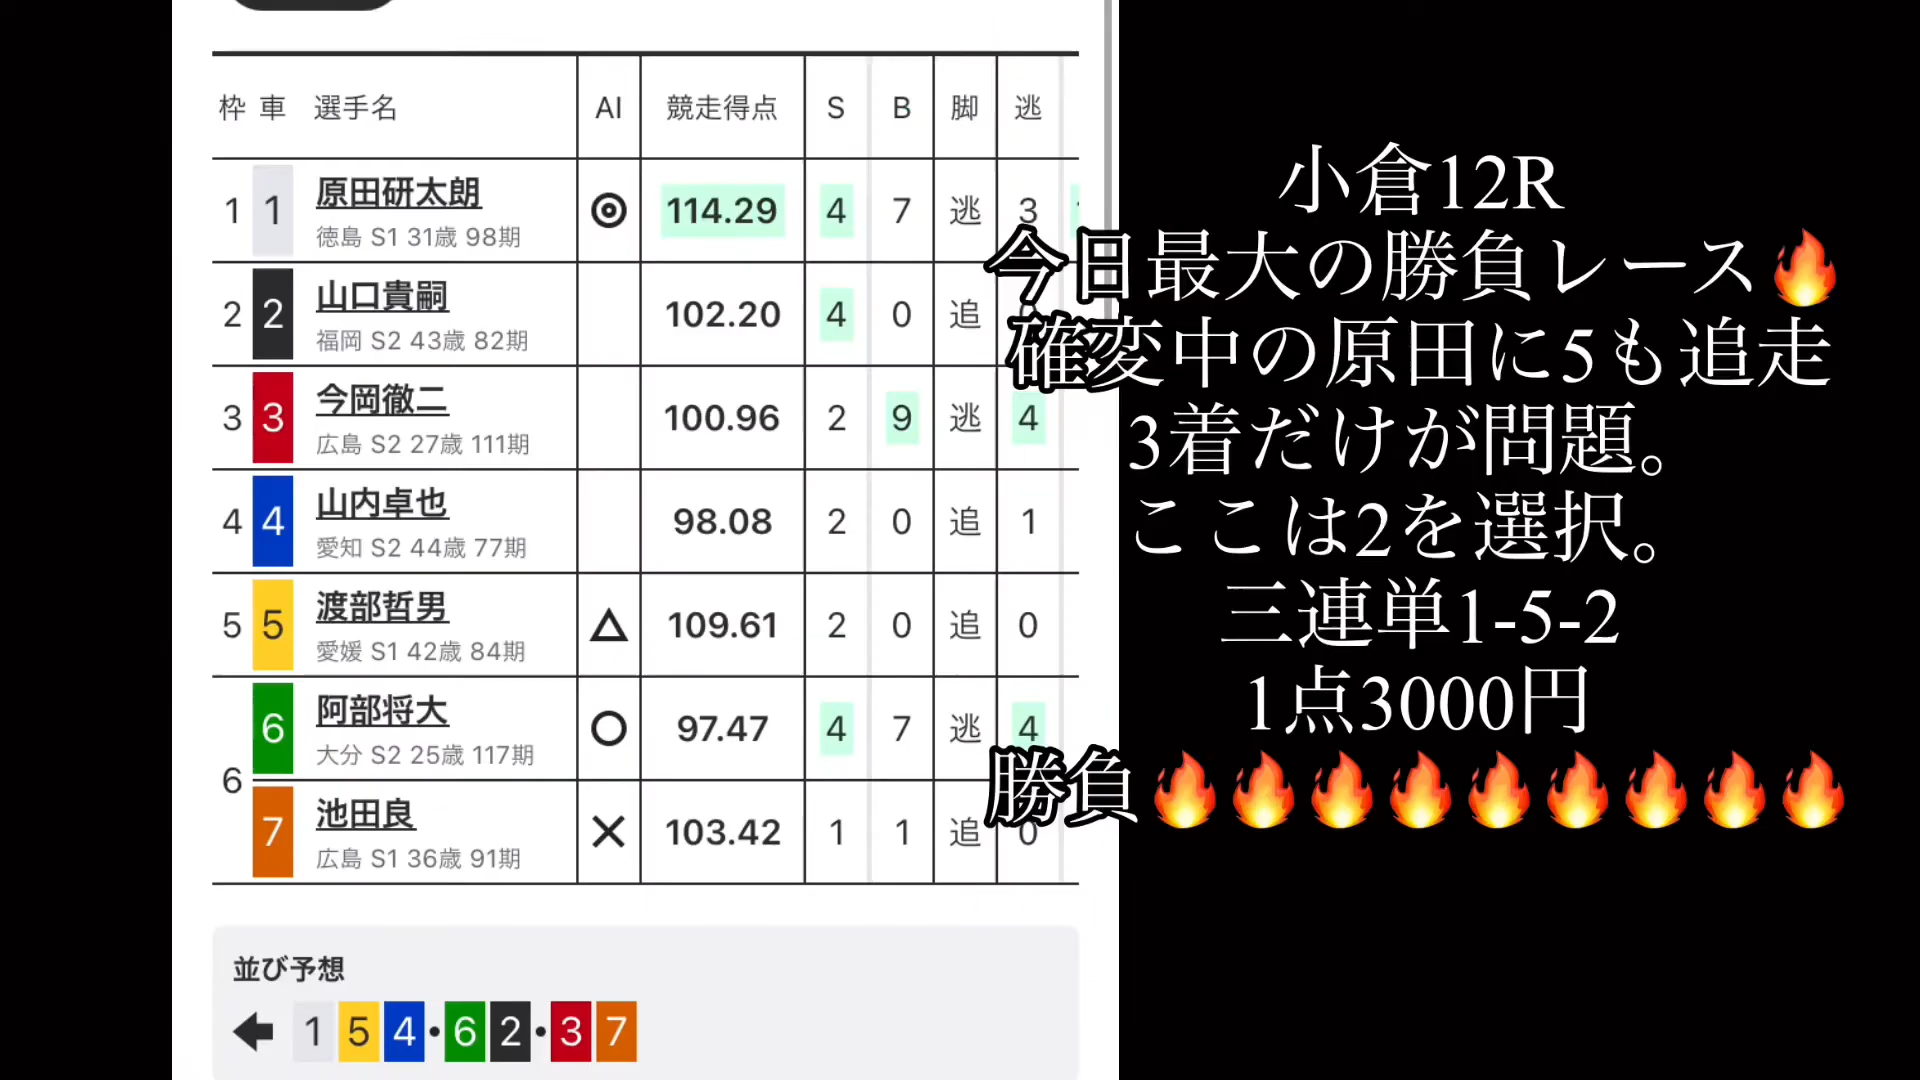 枠 車 選手名 AI 競走得点 S B 脚 逃
1 1 原田研太朗 ◎ 114.29 4 7 逃 3
徳島 S1 31歳 98期
2 2 山口貴嗣 102.20 4 0 追
福岡 S2 43歳 82期
3 3 今岡徹二 100.96 2 9 逃 4
広島 S2 27歳 111期
4 4 山内卓也 98.08 2 0 追 1
愛知 S2 44歳 77期
5 5 渡部哲男 △ 109.61 2 0 追 0
愛媛 S1 42歳 84期
6 6 阿部将大 ○ 97.47 4 7 逃 4
大分 S2 25歳 117期
7 池田良 × 103.42 1 1 追 0
広島 S1 36歳 91期
並び予想
1 5 4・6 2・3 7
小倉12R
今日最大の勝負レース🔥
確変中の原田に5も追走
3着だけが問題。
ここは2を選択。
三連単1-5-2
1点3000円
勝負🔥🔥🔥🔥🔥🔥🔥🔥🔥